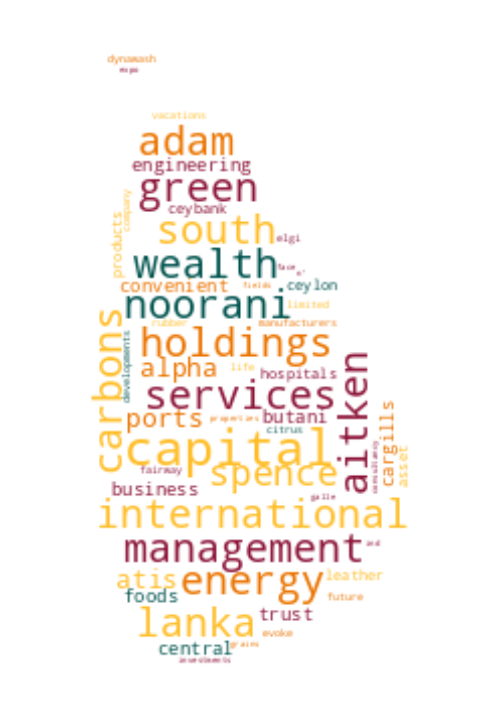 dynawash
expo
vacations
adam
engineering
green
ceybank
products
company
south
elgi
wealth
face
convenient
fields
ceylon
noorani
limited
carbons
developments
rubber
manufacturers
holdings
alpha
life
hospitals
services
aitken
ports
properties
butani
citrus
cargills
capital
asset
consultancy
fairway
spence
business
galle
international
management
and
atis
energy
leather
foods
future
lanka
trust
evoke
central
grains
investments